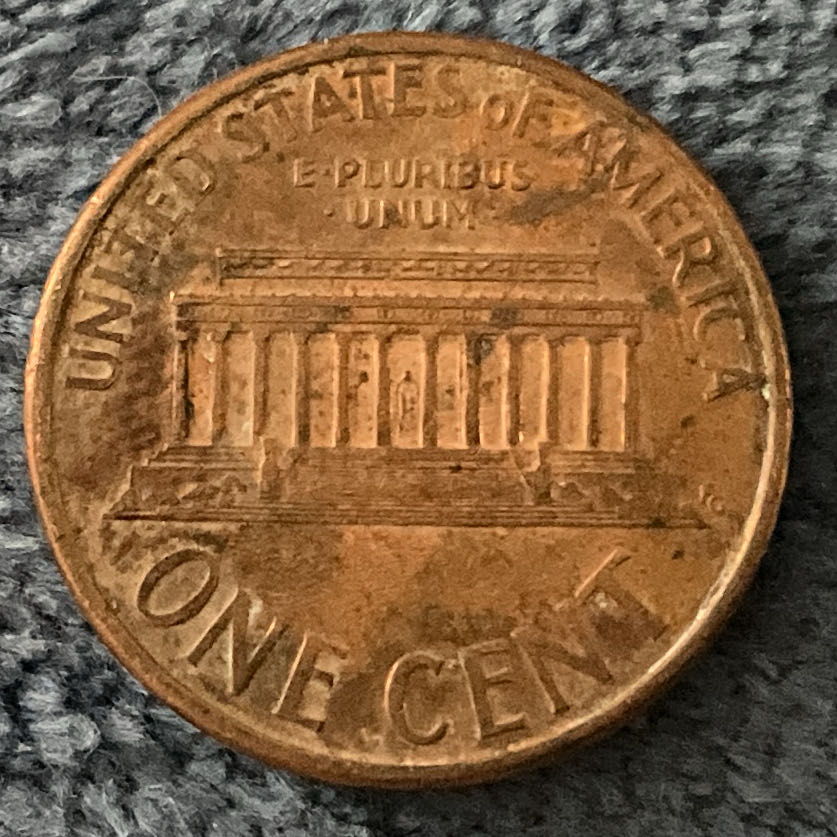 UNITED STATES OF AMERICA
E·PLURIBUS
·UNUM·
ONE CENT